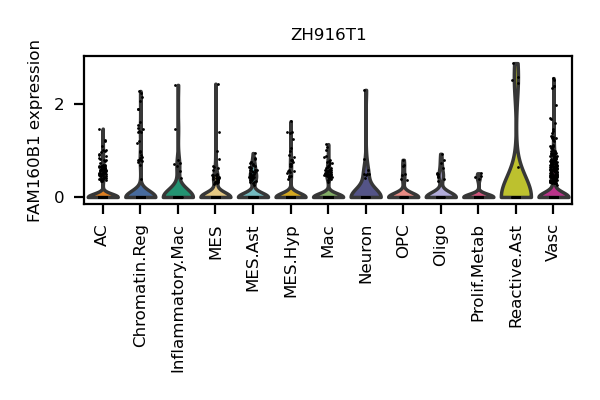 ZH916T1
FAM160B1 expression
2
0
AC
Chromatin.Reg
Inflammatory.Mac
MES
MES.Ast
MES.Hyp
Mac
Neuron
OPC
Oligo
Prolif.Metab
Reactive.Ast
Vasc